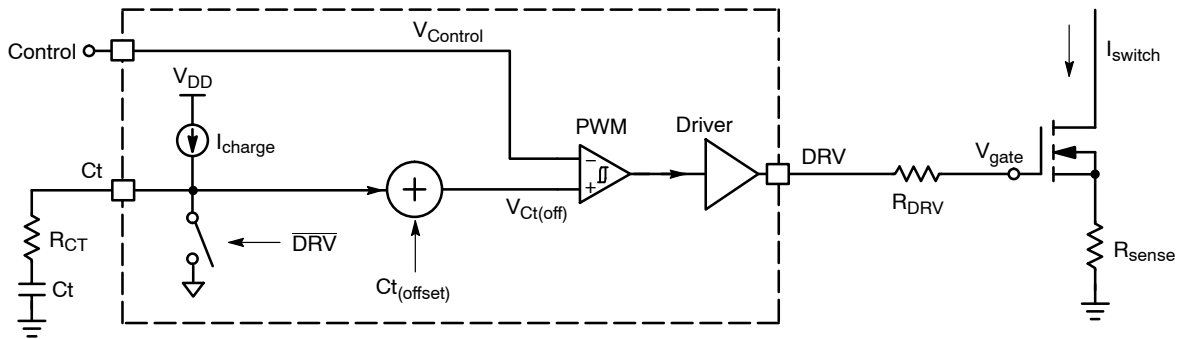 Control
V_Control
V_DD
I_charge
Ct
PWM
Driver
DRV
V_gate
I_switch
R_DRV
V_Ct(off)
R_CT
Ct
DRV
Ct_(offset)
R_sense
− 
+
+